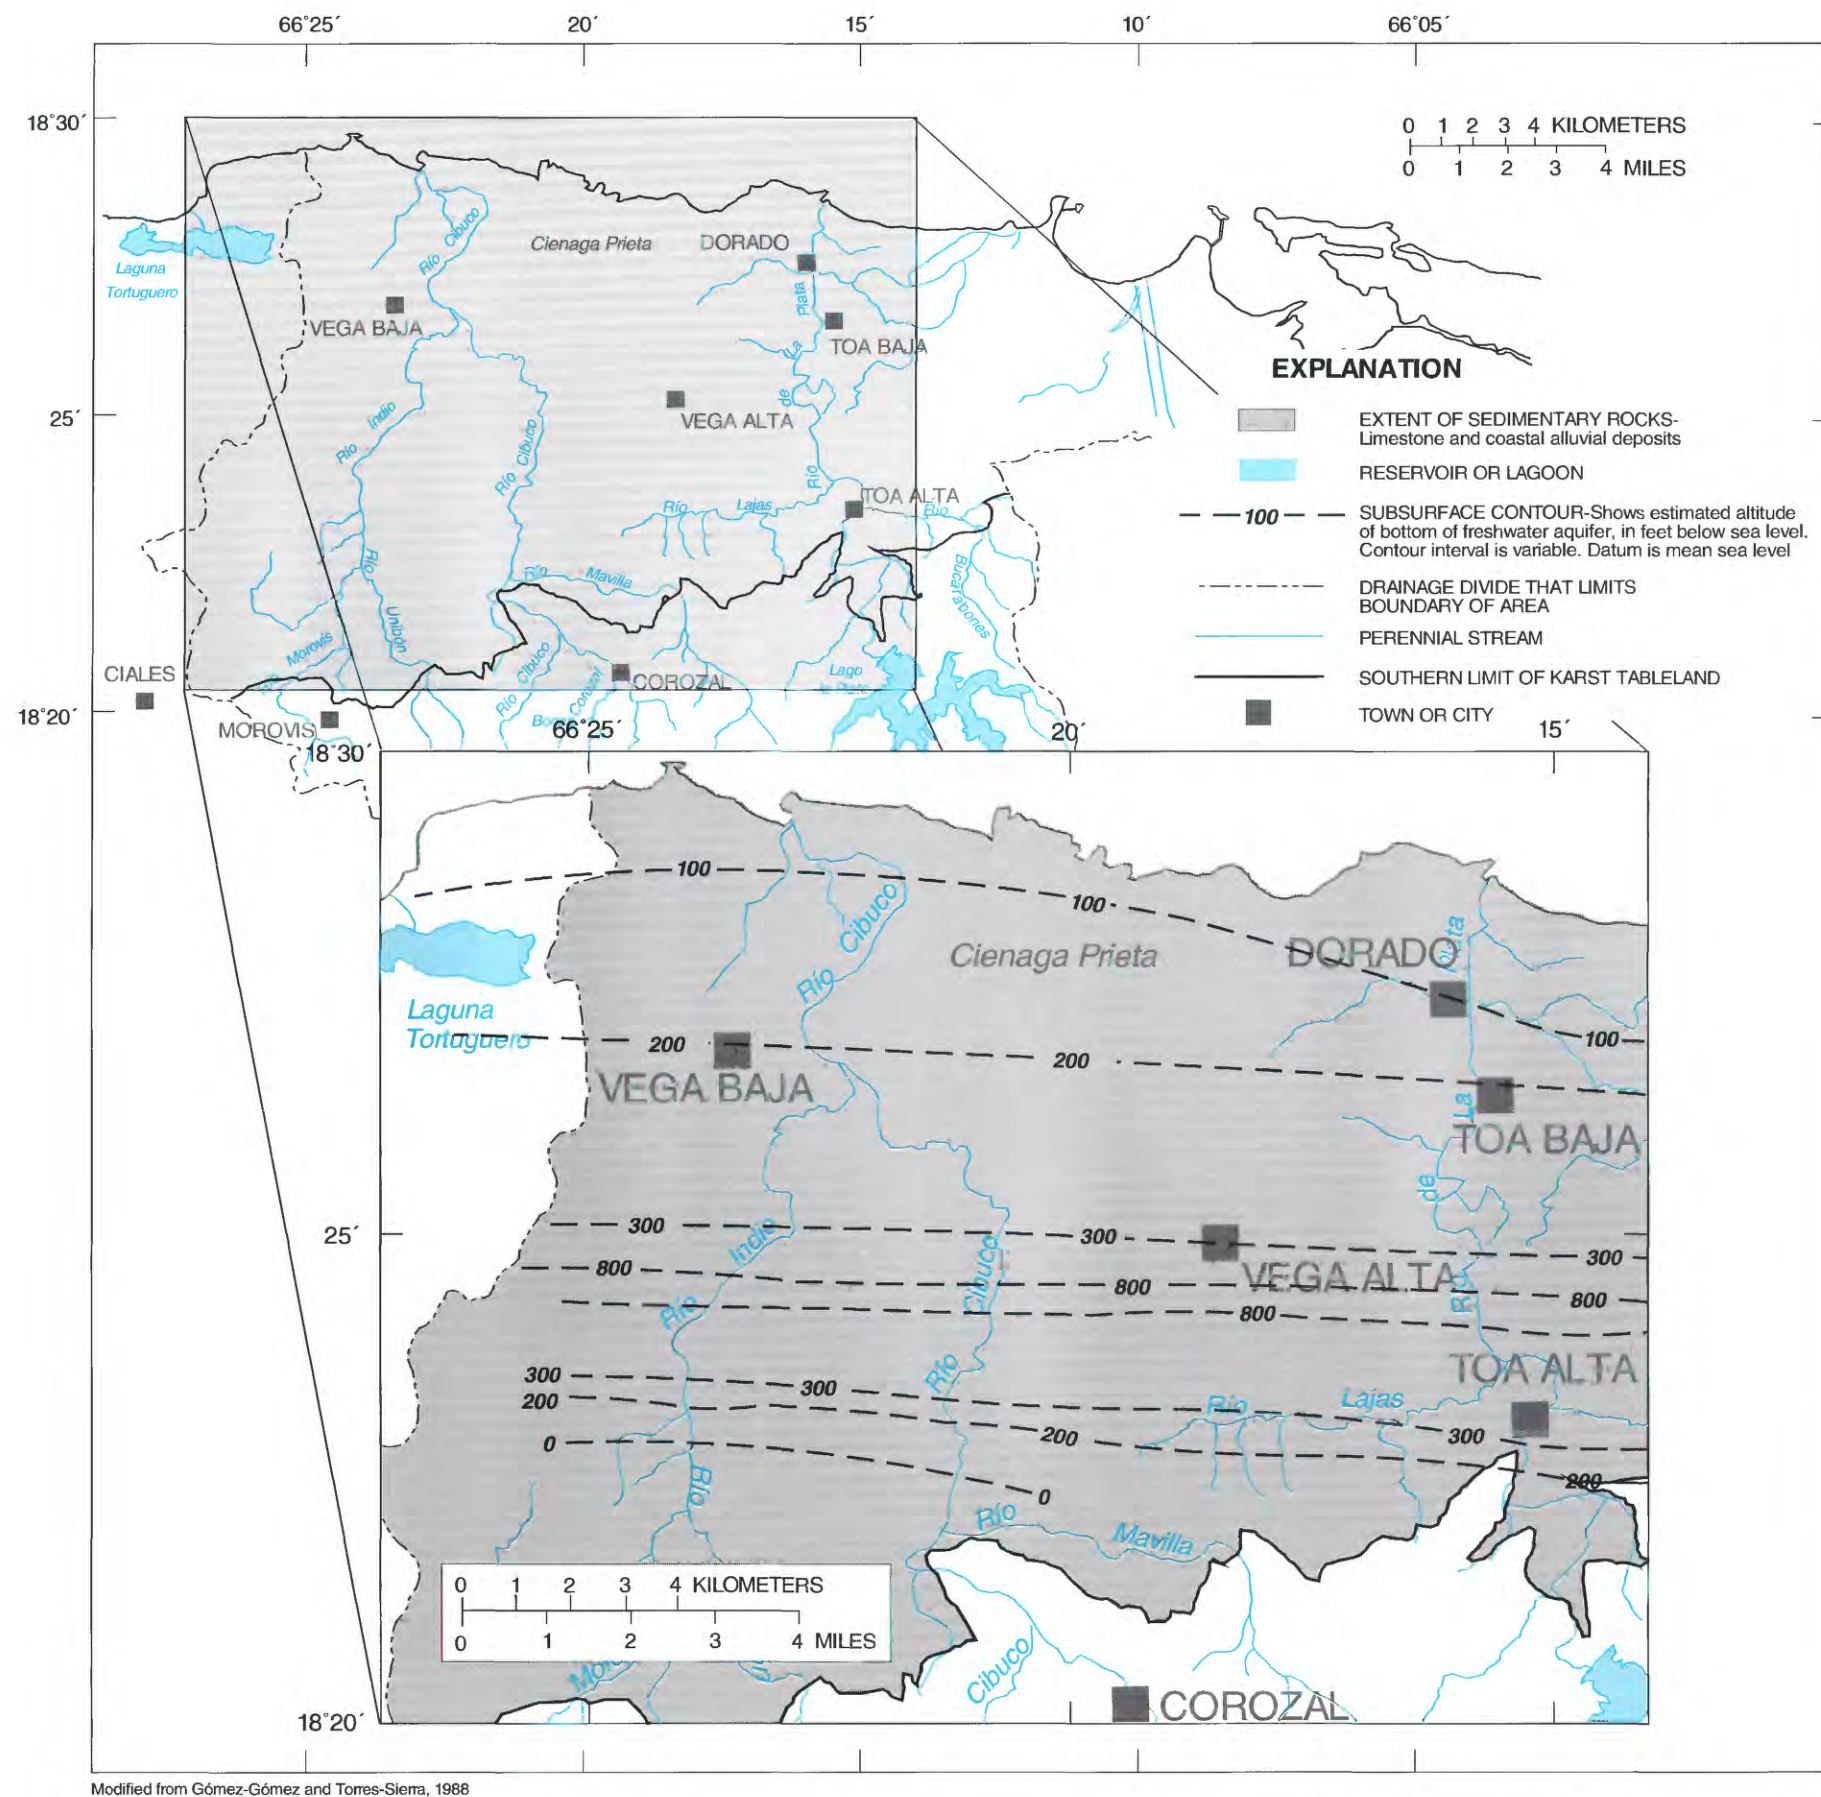 66°25′ 20′ 15′ 10′ 66°05′
18°30′
0 1 2 3 4 KILOMETERS
0 1 2 3 4 MILES
Río Cibuco
Cienaga Prieta
DORADO
Laguna
Tortuguero
Plata
VEGA BAJA
La
TOA BAJA
EXPLANATION
de
25′
Río Indio
VEGA ALTA
EXTENT OF SEDIMENTARY ROCKS-
Limestone and coastal alluvial deposits
Río Cibuco
RESERVOIR OR LAGOON
Río
TOA ALTA
Río Lajas
Río
100
SUBSURFACE CONTOUR-Shows estimated altitude
of bottom of freshwater aquifer, in feet below sea level.
Contour interval is variable. Datum is mean sea level
Río
Río Mavilla
Bucarabones
DRAINAGE DIVIDE THAT LIMITS
BOUNDARY OF AREA
Unibón
PERENNIAL STREAM
Morovis
CIALES
Río Cibuco
Corozal
COROZAL
Lago
SOUTHERN LIMIT OF KARST TABLELAND
18°20′
MOROVIS
TOWN OR CITY
66°25′ 20′ 15′
18°30′
100
100
Río Cibuco
Cienaga Prieta
DORADO
Laguna
Tortuguero
200
200
100
VEGA BAJA
La
TOA BAJA
de
300
300
300
25′
Río Indio
VEGA ALTA
800
800
800
Río Cibuco
Río
800
TOA ALTA
300
300
Río Lajas
200
300
0
200
200
Río
0
Río Mavilla
0 1 2 3 4 KILOMETERS
0 1 2 3 4 MILES
Cibuco
COROZAL
18°20′
Modified from Gómez-Gómez and Torres-Sierra, 1988